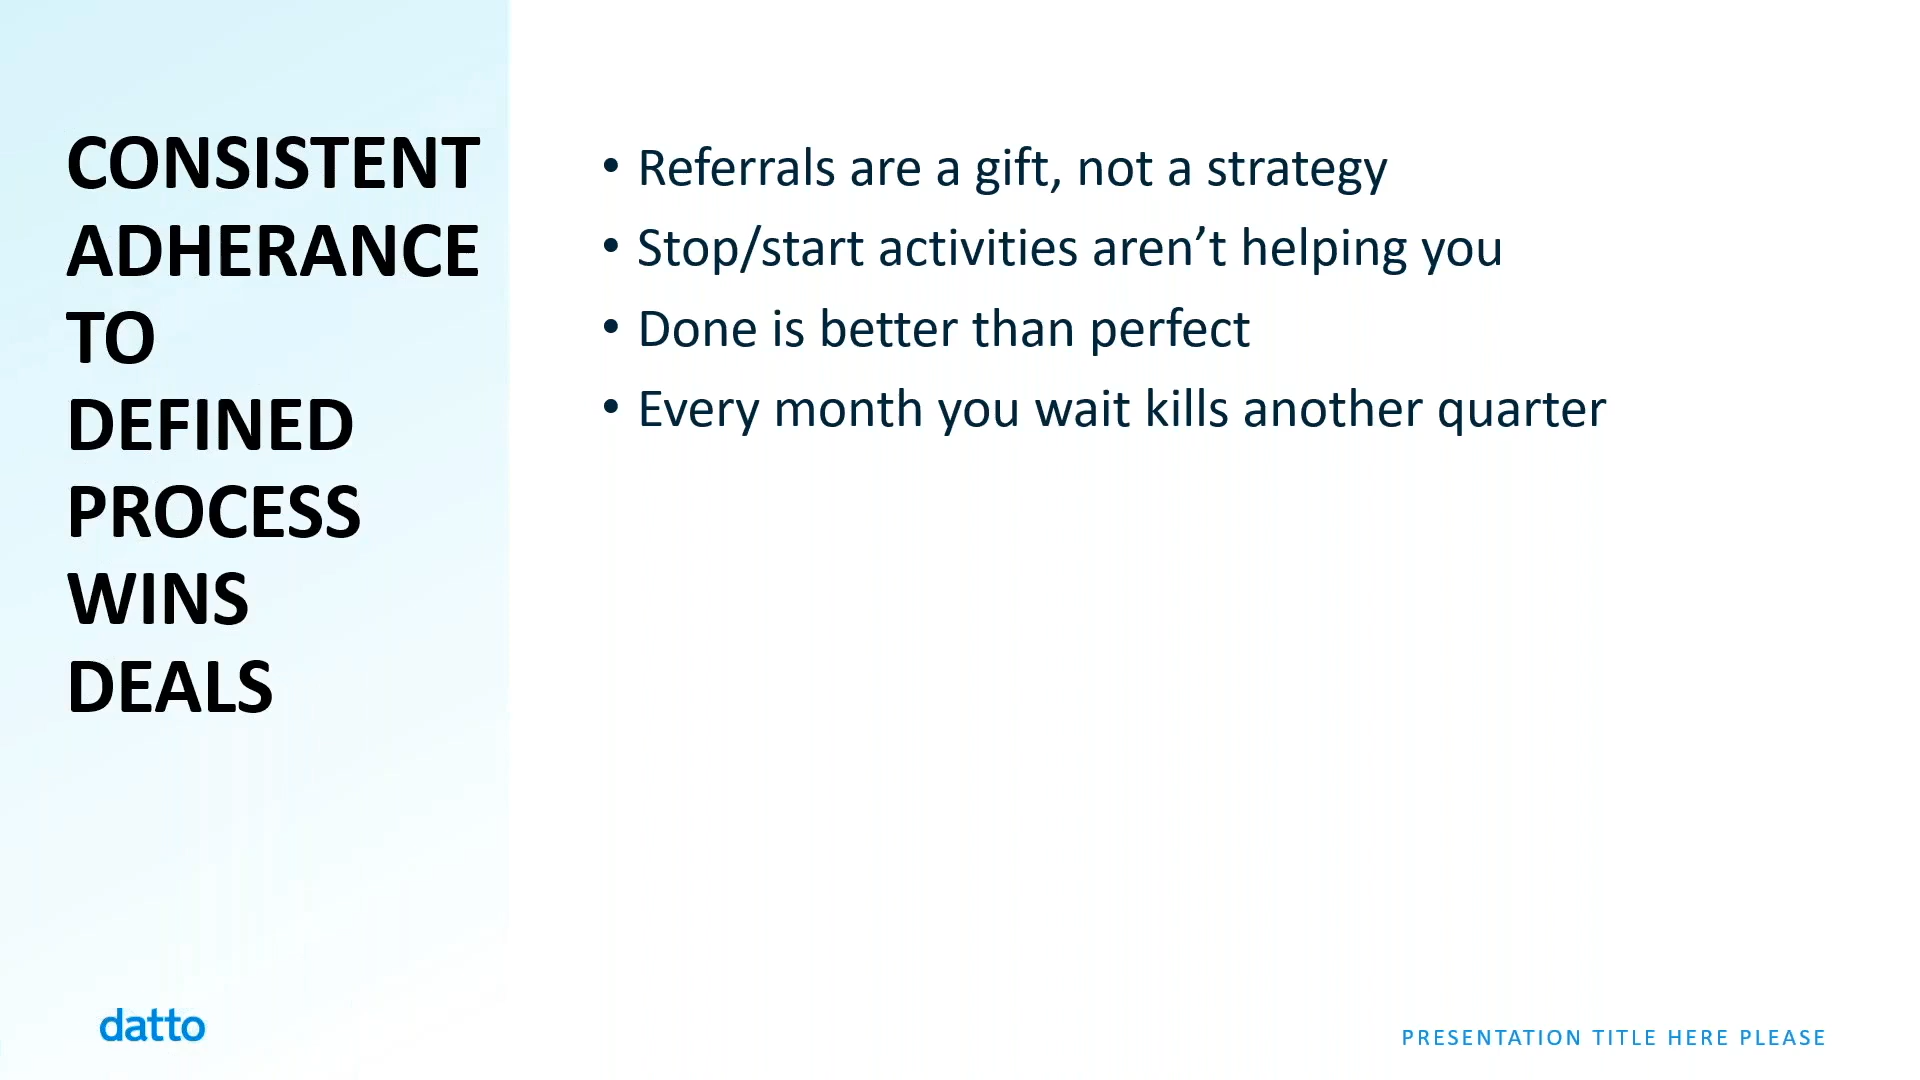 CONSISTENT
ADHERANCE
TO
DEFINED
PROCESS
WINS
DEALS
• Referrals are a gift, not a strategy
• Stop/start activities aren’t helping you
• Done is better than perfect
• Every month you wait kills another quarter
datto
PRESENTATION TITLE HERE PLEASE